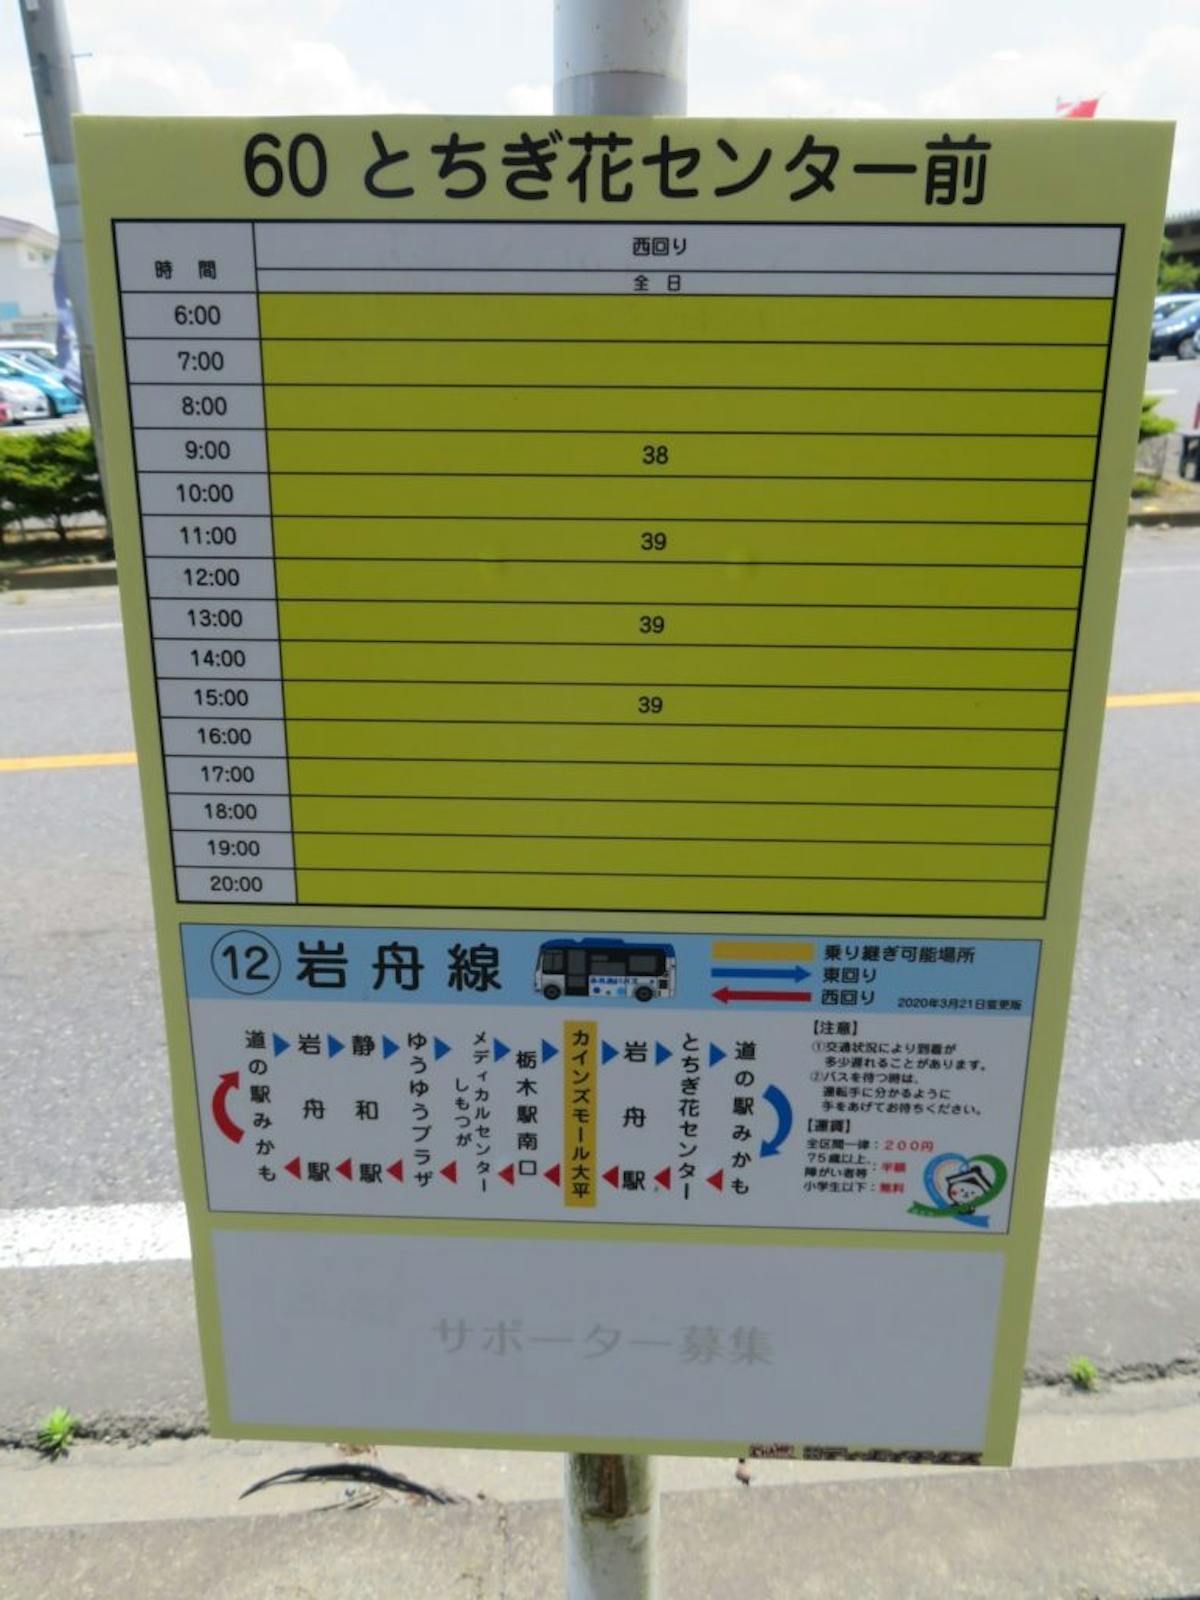 60 とちぎ花センター前
時 間
西回り
全 日
6:00
7:00
8:00
9:00 38
10:00
11:00 39
12:00
13:00 39
14:00
15:00 39
16:00
17:00
18:00
19:00
20:00
⑫ 岩舟線
乗り継ぎ可能場所
東回り
西回り
2020年3月21日変更版
道の駅みかも
岩舟駅
静和駅
ゆうゆうプラザ
メディカルセンター
しもつが
栃木駅南口
カインズモール大平
岩舟駅
とちぎ花センター
道の駅みかも
【注意】
①交通状況により到着が
多少遅れることがあります。
②バスを待つ時は、
運転手に分かるように
手をあげてお待ちください。
【運賃】
全区間一律：200円
75歳以上、
障がい者等：半額
小学生以下：無料
サポーター募集